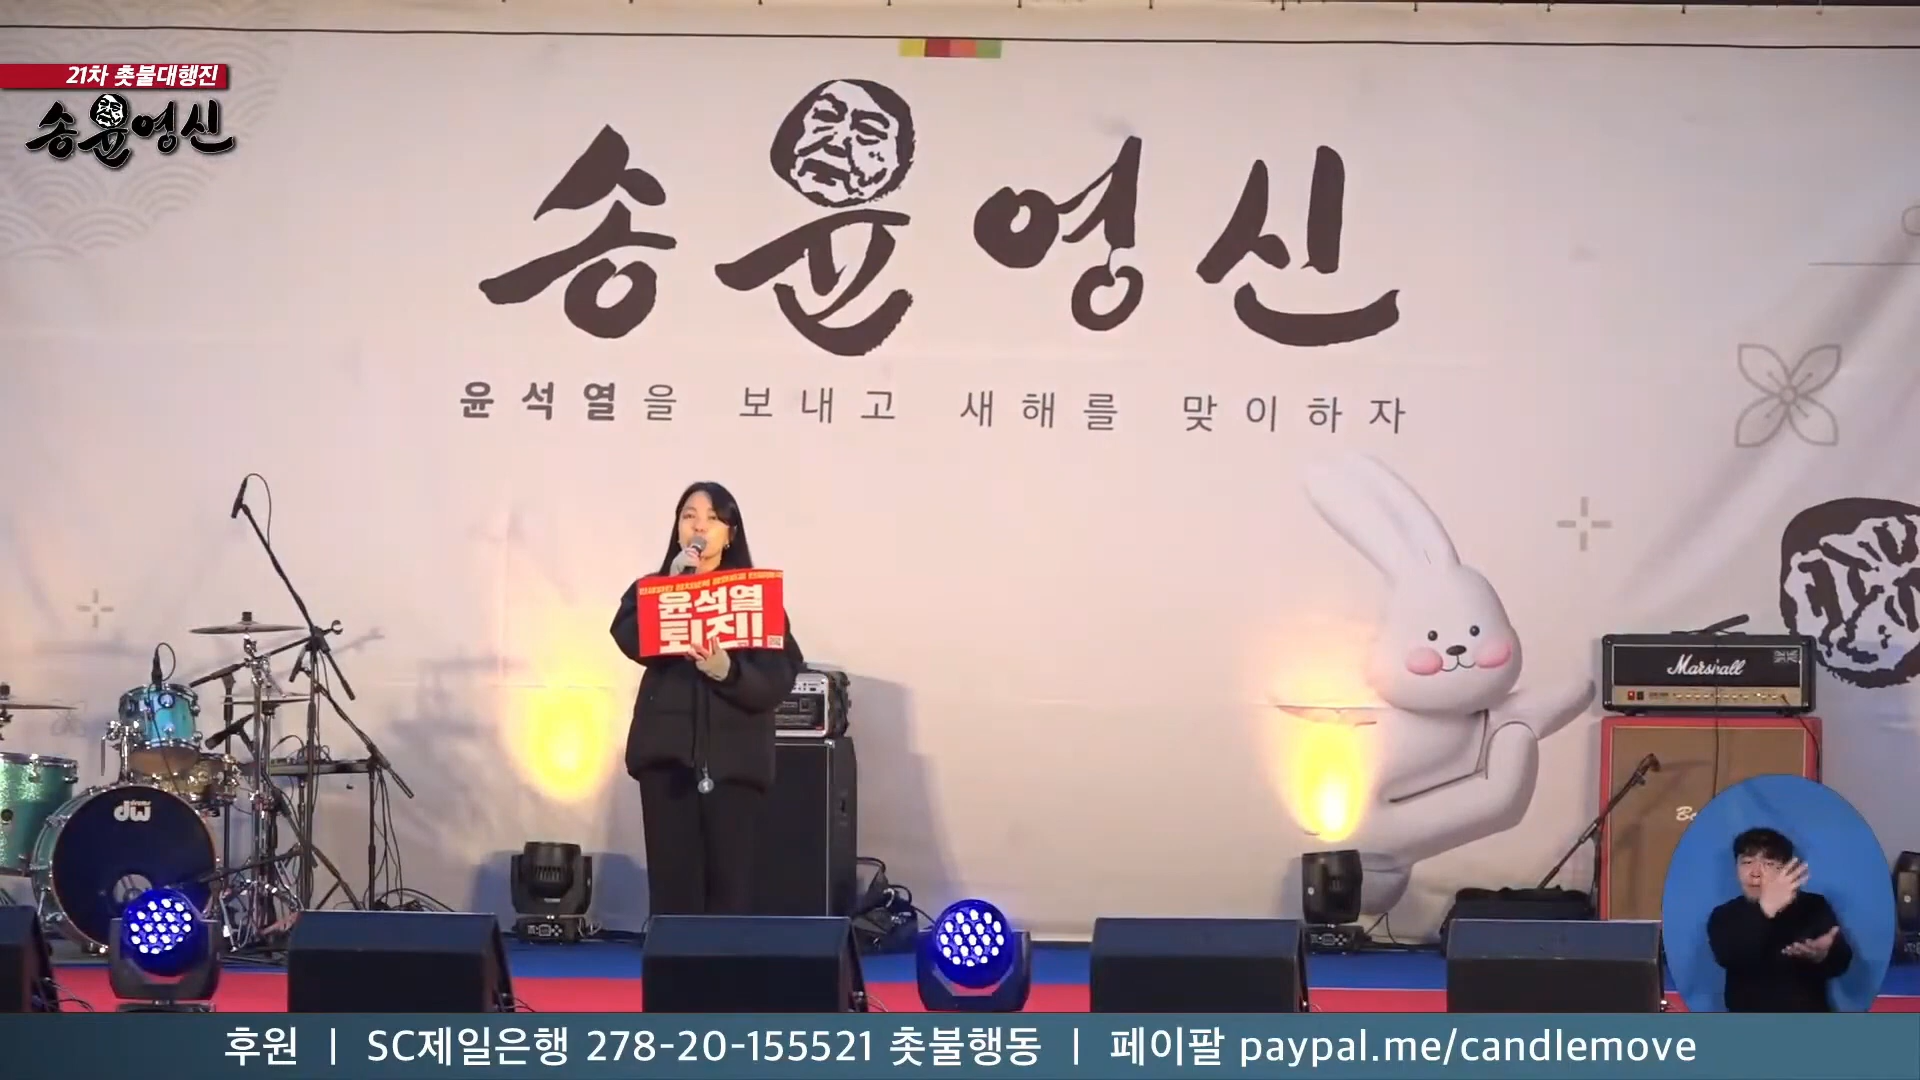 21차 촛불대행진
송윤영신
송윤영신
윤석열을 보내고 새해를 맞이하자
윤석열
퇴진!
Marshall
dw
후원 | SC제일은행 278-20-155521 촛불행동 | 페이팔 paypal.me/candlemove